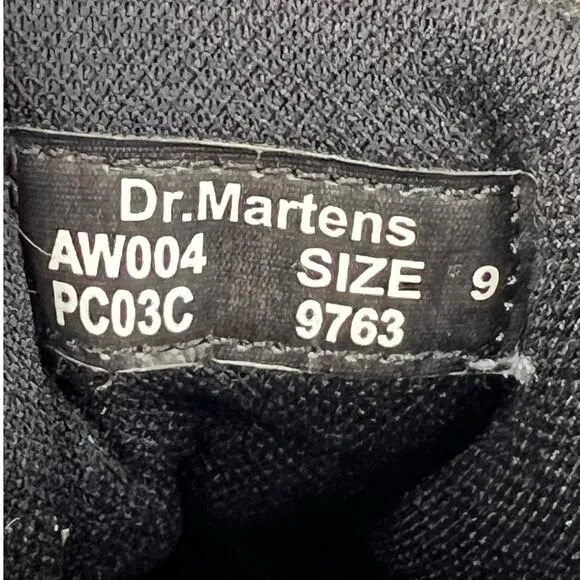 Dr.Martens
AW004 SIZE 9
PC03C 9763